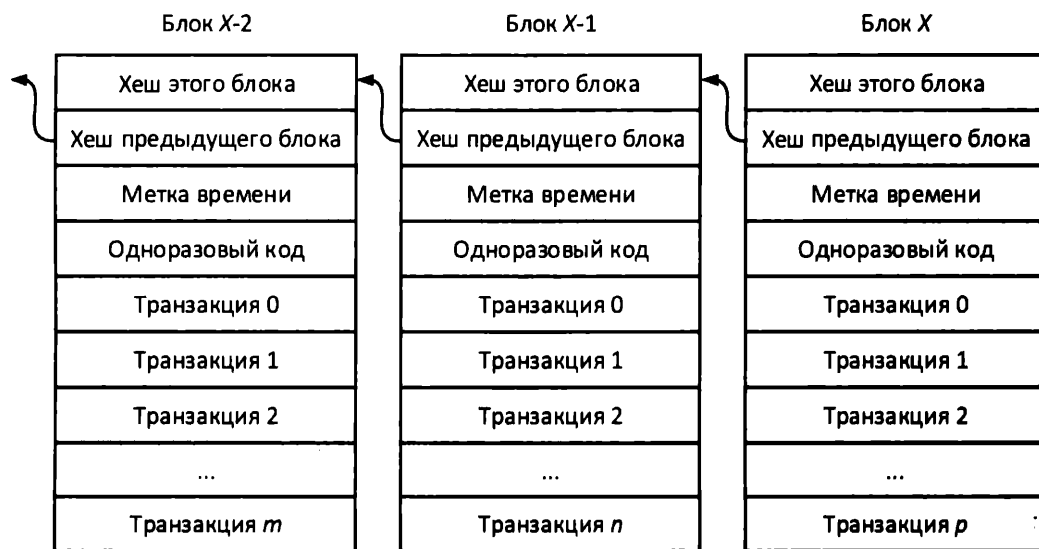 Блок X-2
Хеш этого блока
Хеш предыдущего блока
Метка времени
Одноразовый код
Транзакция 0
Транзакция 1
Транзакция 2
...
Транзакция m
Блок X-1
Хеш этого блока
Хеш предыдущего блока
Метка времени
Одноразовый код
Транзакция 0
Транзакция 1
Транзакция 2
...
Транзакция n
Блок X
Хеш этого блока
Хеш предыдущего блока
Метка времени
Одноразовый код
Транзакция 0
Транзакция 1
Транзакция 2
...
Транзакция p